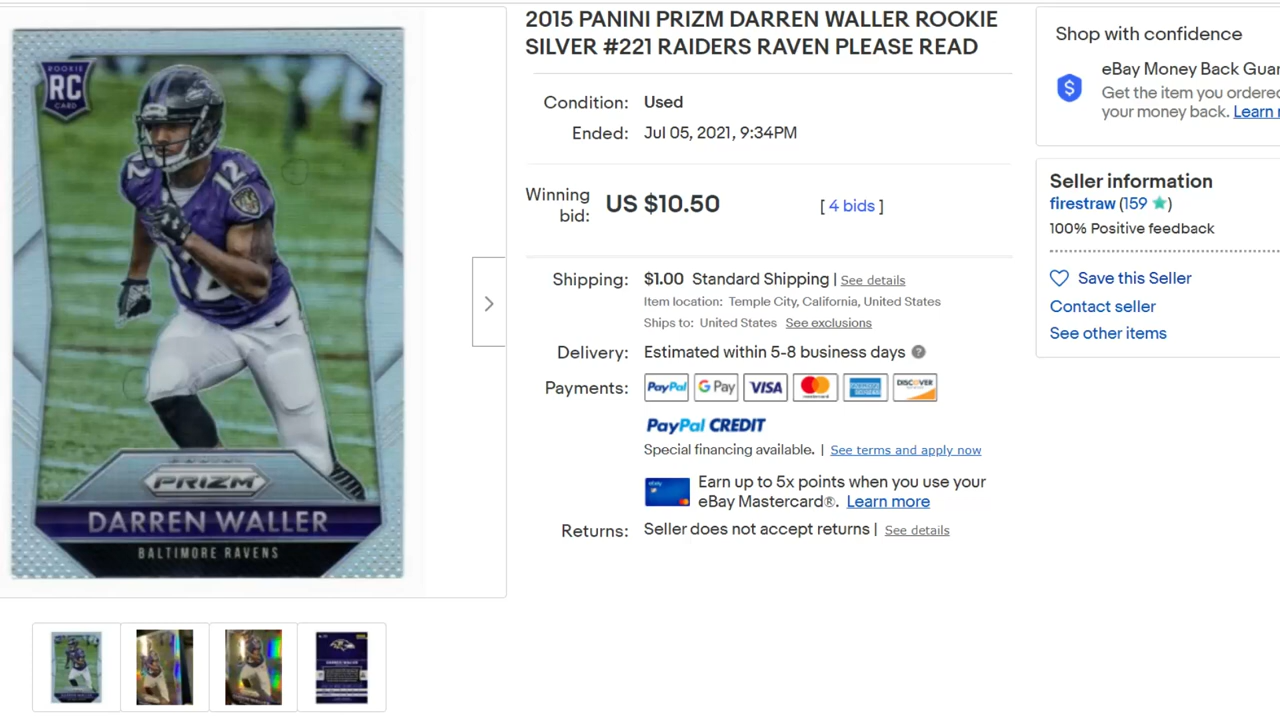 2015 PANINI PRIZM DARREN WALLER ROOKIE
SILVER #221 RAIDERS RAVEN PLEASE READ
Condition: Used
Ended: Jul 05, 2021, 9:34PM
Winning bid: US $10.50 [ 4 bids ]
Shipping: $1.00 Standard Shipping | See details
Item location: Temple City, California, United States
Ships to: United States See exclusions
Delivery: Estimated within 5-8 business days ?
Payments: PayPal G Pay VISA mastercard AMERICAN EXPRESS DISCOVER
PayPal CREDIT
Special financing available. | See terms and apply now
Earn up to 5x points when you use your
eBay Mastercard®. Learn more
Returns: Seller does not accept returns | See details
Shop with confidence
$
eBay Money Back Guar
Get the item you ordered
your money back. Learn
Seller information
firestraw (159 ★)
100% Positive feedback
Save this Seller
Contact seller
See other items
ROOKIE
RC
CARD
12
12
PRIZM
DARREN WALLER
BALTIMORE RAVENS